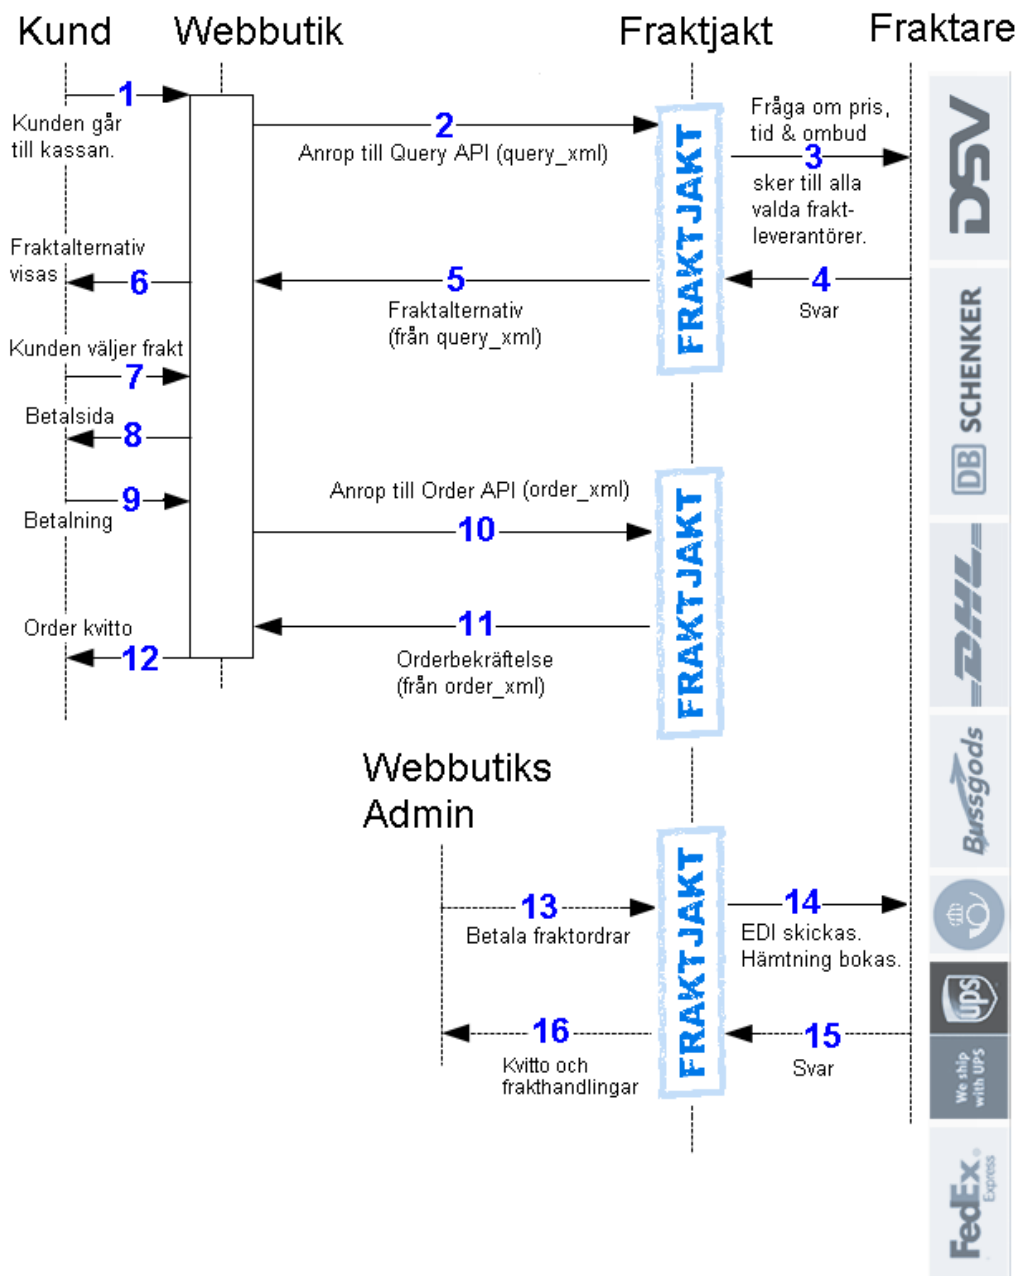 Kund
Webbutik
Fraktjakt
Fraktare
1
Kunden går
till kassan.
2
Anrop till Query API (query_xml)
Fråga om pris,
tid & ombud
3
sker till alla
valda frakt-
leverantörer.
4
Svar
5
Fraktalternativ
(från query_xml)
Fraktalternativ
visas
6
Kunden väljer frakt
7
Betalsida
8
9
Betalning
Anrop till Order API (order_xml)
10
11
Orderbekräftelse
(från order_xml)
Order kvitto
12
FRAKTJAKT
FRAKTJAKT
Webbutiks
Admin
13
Betala fraktordrar
14
EDI skickas.
Hämtning bokas.
15
Svar
16
Kvitto och
frakthandlingar
FRAKTJAKT
DSV
DB SCHENKER
DHL
Bussgods
ups
We ship
with UPS
FedEx
Express